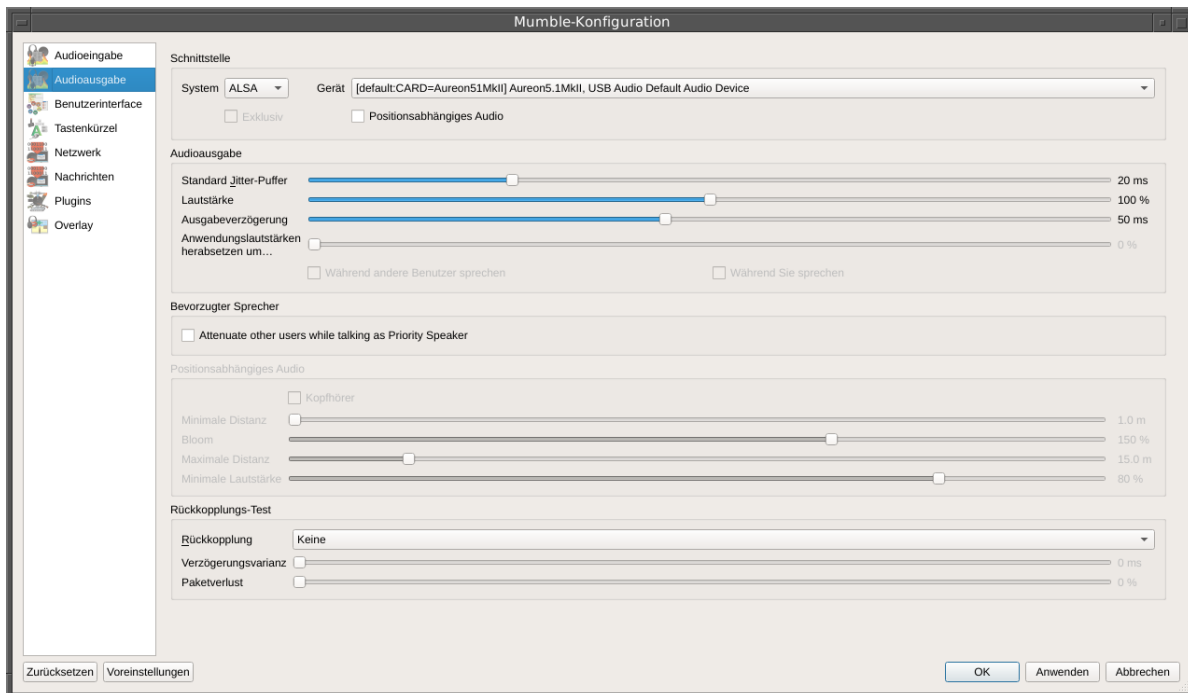 Mumble-Konfiguration
Audioeingabe
Audioausgabe
Benutzerinterface
Tastenkürzel
Netzwerk
Nachrichten
Plugins
Overlay
Schnittstelle
System ALSA Gerät [default:CARD=Aureon51MkII] Aureon5.1MkII, USB Audio Default Audio Device
Exklusiv Positionsabhängiges Audio
Audioausgabe
Standard Jitter-Puffer 20 ms
Lautstärke 100 %
Ausgabeverzögerung 50 ms
Anwendungslautstärken
herabsetzen um… 0 %
Während andere Benutzer sprechen Während Sie sprechen
Bevorzugter Sprecher
Attenuate other users while talking as Priority Speaker
Positionsabhängiges Audio
Kopfhörer
Minimale Distanz 1.0 m
Bloom 150 %
Maximale Distanz 15.0 m
Minimale Lautstärke 80 %
Rückkopplungs-Test
Rückkopplung Keine
Verzögerungsvarianz 0 ms
Paketverlust 0 %
Zurücksetzen Voreinstellungen OK Anwenden Abbrechen